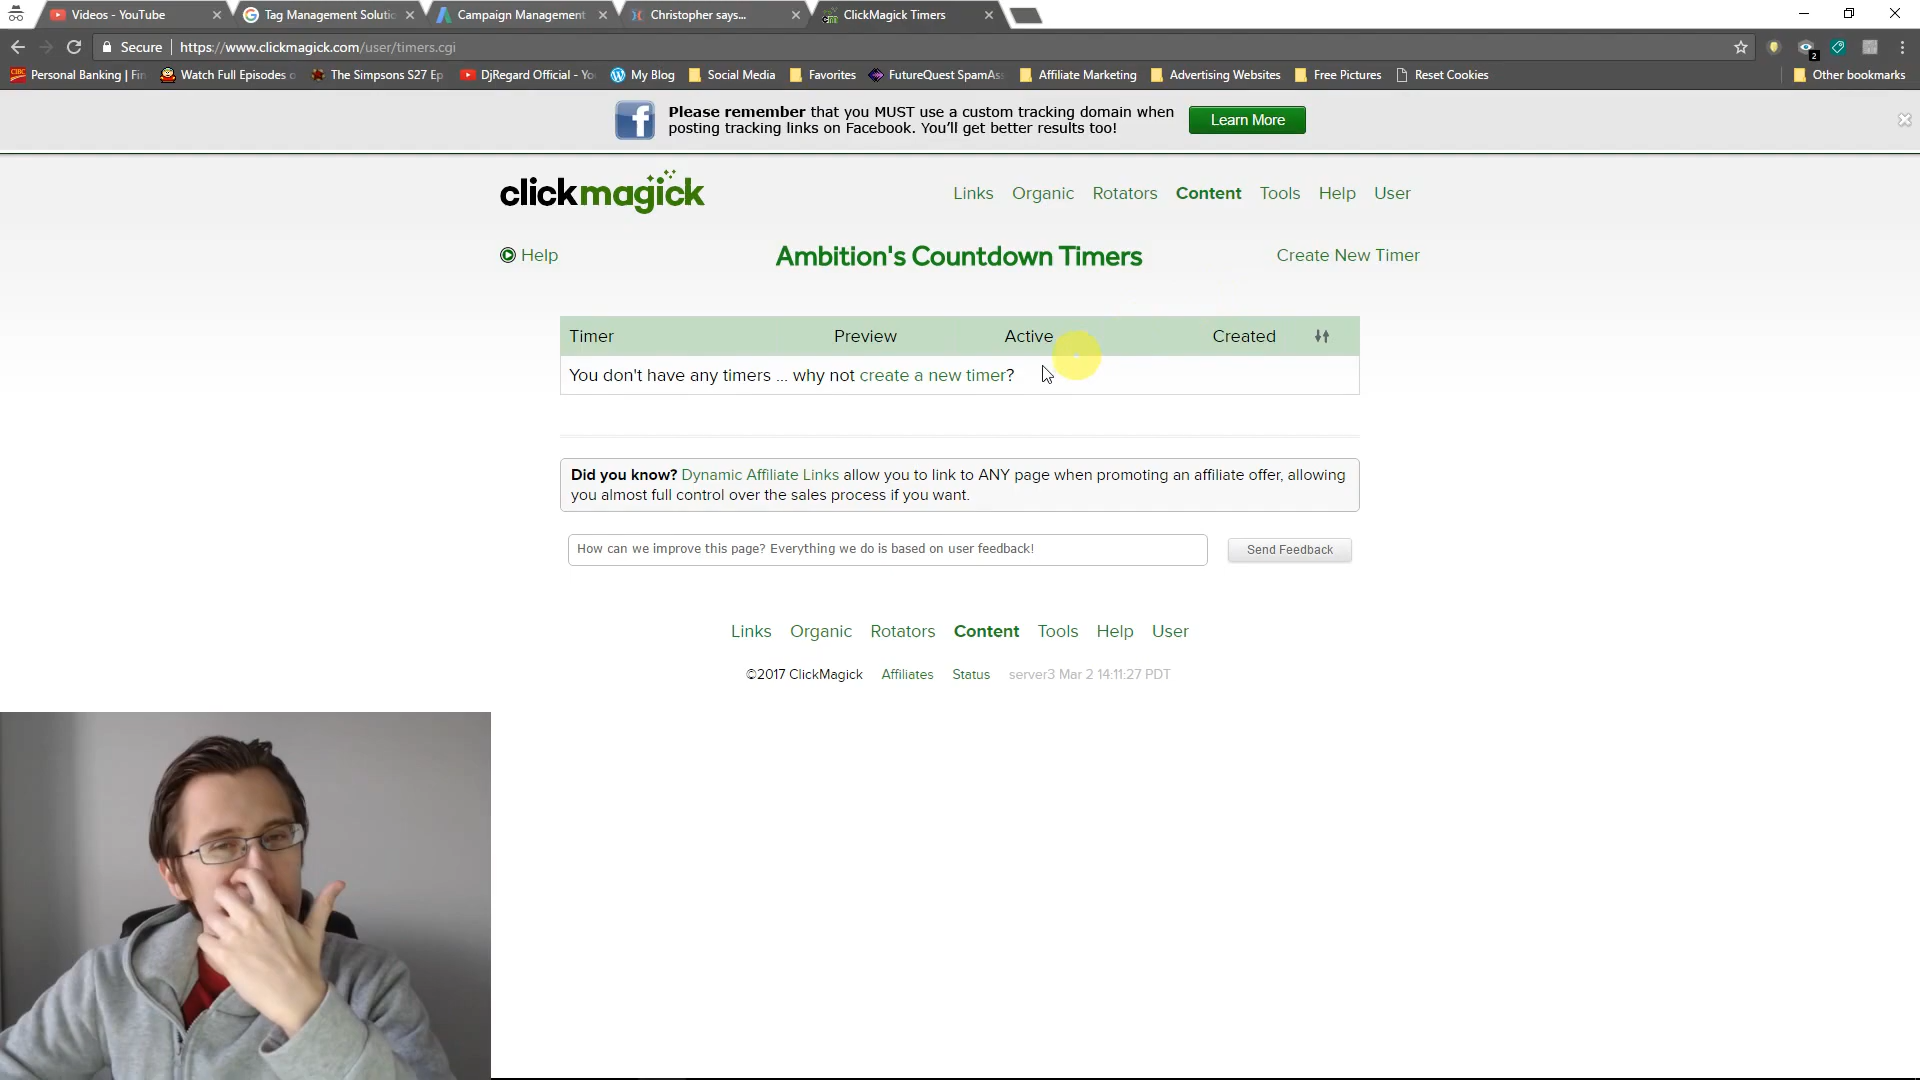 Videos - YouTube
Tag Management Solutio
Campaign Management
Christopher says...
ClickMagick Timers
Secure
https://www.clickmagick.com/user/timers.cgi
2
Personal Banking | Fin
Watch Full Episodes o
The Simpsons S27 Ep
DjRegard Official - Yo
My Blog
Social Media
Favorites
FutureQuest SpamAss
Affiliate Marketing
Advertising Websites
Free Pictures
Reset Cookies
Other bookmarks
Please remember that you MUST use a custom tracking domain when
posting tracking links on Facebook. You'll get better results too!
Learn More
clickmagick
Links Organic Rotators Content Tools Help User
Help
Ambition's Countdown Timers
Create New Timer
Timer Preview Active Created
You don't have any timers ... why not create a new timer?
Did you know? Dynamic Affiliate Links allow you to link to ANY page when promoting an affiliate offer, allowing
you almost full control over the sales process if you want.
How can we improve this page? Everything we do is based on user feedback!
Send Feedback
Links Organic Rotators Content Tools Help User
©2017 ClickMagick Affiliates Status server3 Mar 2 14:11:27 PDT